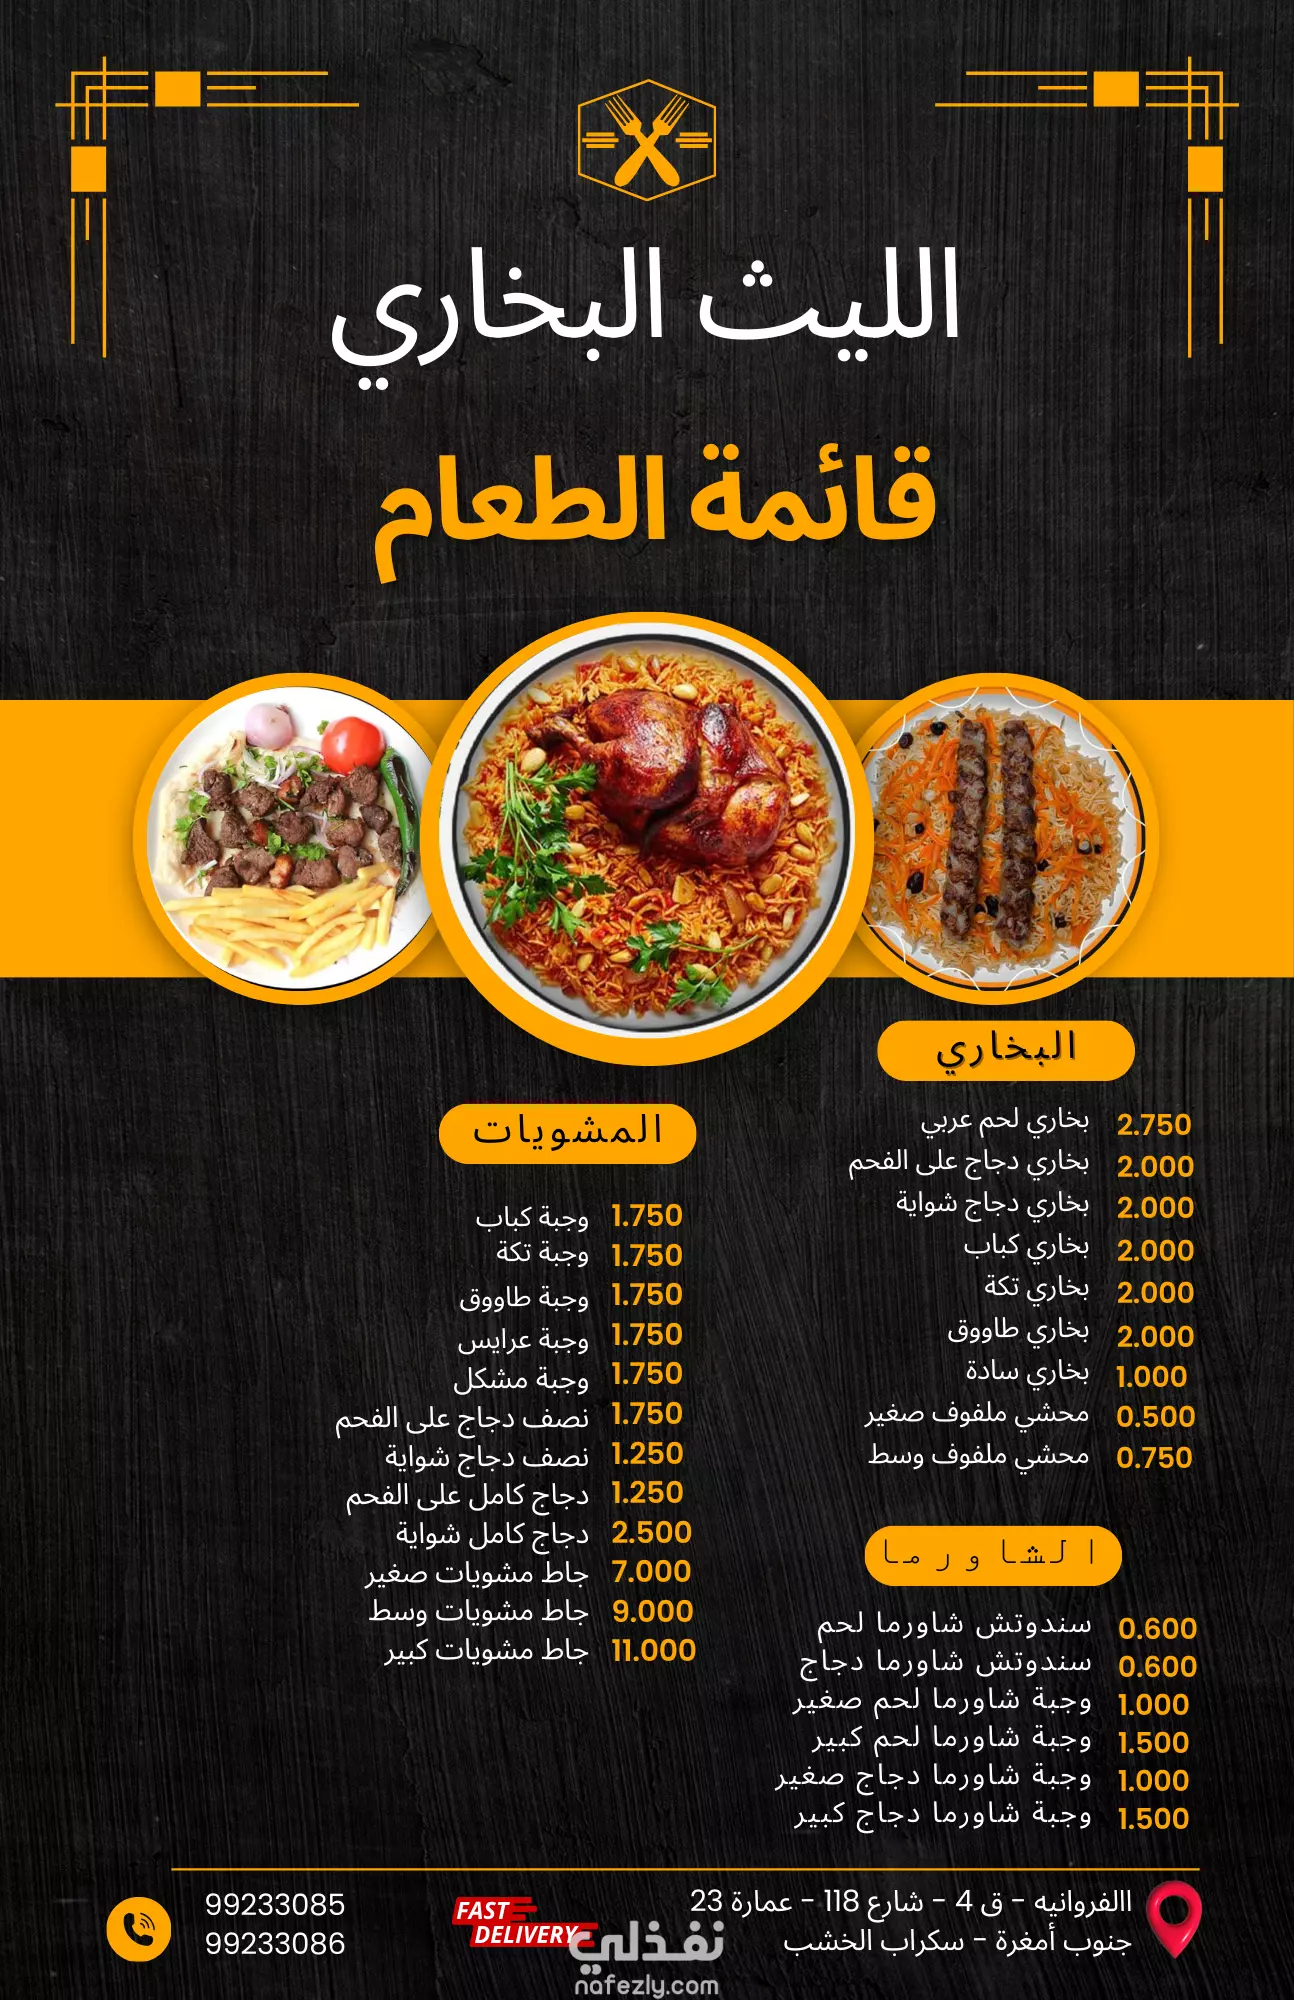 الليث البخاري
قائمة الطعام
البخاري
بخاري لحم عربي 2.750
بخاري دجاج على الفحم 2.000
بخاري دجاج شواية 2.000
بخاري كباب 2.000
بخاري تكة 2.000
بخاري طاووق 2.000
بخاري سادة 1.000
محشي ملفوف صغير 0.500
محشي ملفوف وسط 0.750
المشويات
وجبة كباب 1.750
وجبة تكة 1.750
وجبة طاووق 1.750
وجبة عرايس 1.750
وجبة مشكل 1.750
نصف دجاج على الفحم 1.750
نصف دجاج شواية 1.250
دجاج كامل على الفحم 1.250
دجاج كامل شواية 2.500
جاط مشويات صغير 7.000
جاط مشويات وسط 9.000
جاط مشويات كبير 11.000
الشاورما
سندوتش شاورما لحم 0.600
سندوتش شاورما دجاج 0.600
وجبة شاورما لحم صغير 1.000
وجبة شاورما لحم كبير 1.500
وجبة شاورما دجاج صغير 1.000
وجبة شاورما دجاج كبير 1.500
االفروانيه - ق 4 - شارع 118 - عمارة 23
جنوب أمغرة - سكراب الخشب
FAST
DELIVERY
99233085
99233086
نفذلي
nafezly.com